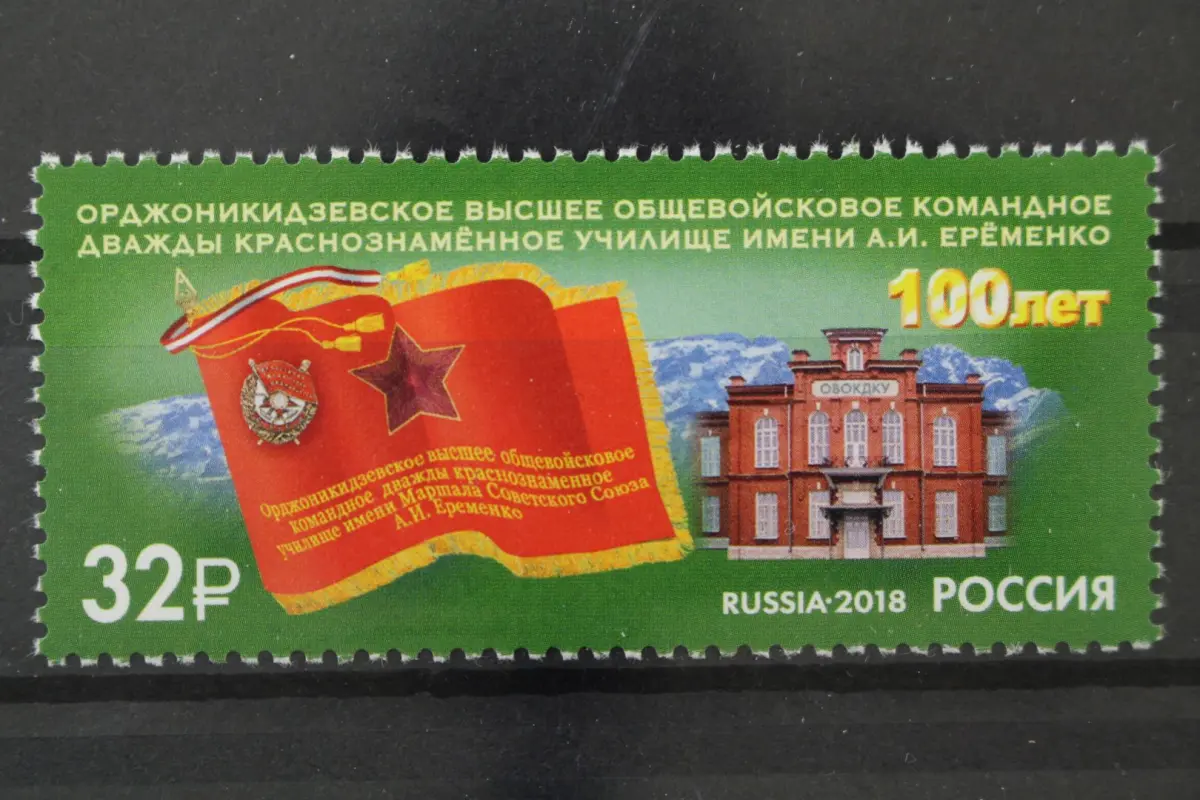 ОРДЖОНИКИДЗЕВСКОЕ ВЫСШЕЕ ОБЩЕВОЙСКОВОЕ КОМАНДНОЕ
ДВАЖДЫ КРАСНОЗНАМЁННОЕ УЧИЛИЩЕ ИМЕНИ А.И. ЕРЁМЕНКО
100лет
ОВОКДКУ
Орджоникидзевское высшее общевойсковое
командное дважды краснознаменное
училище имени Маршала Советского Союза
А.И. Еременко
32₽
RUSSIA·2018 РОССИЯ